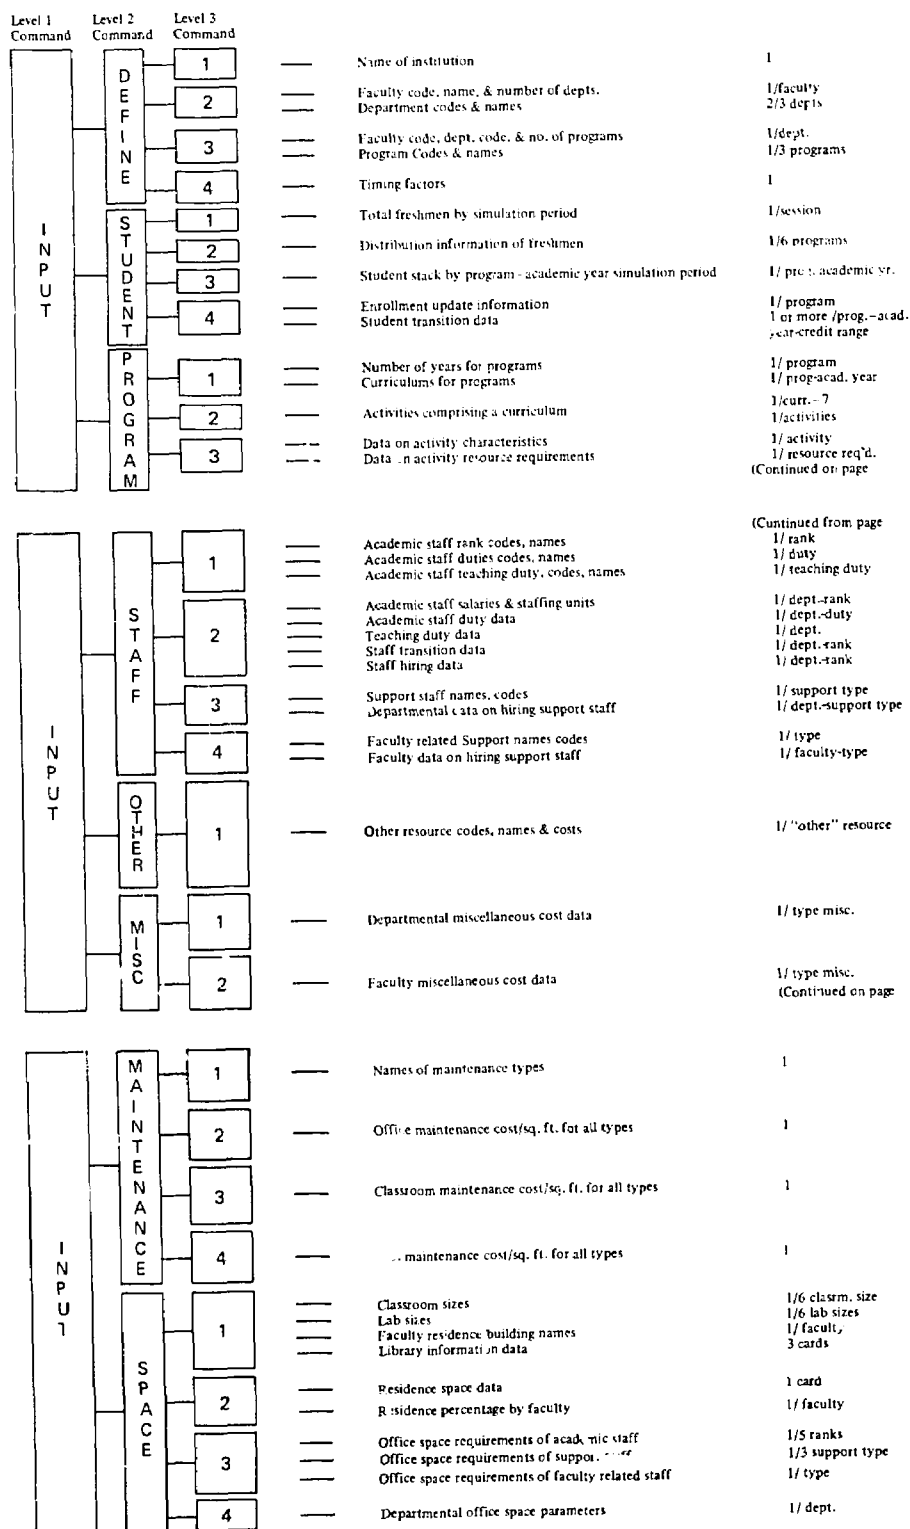 Level 1 Level 2 Level 3
Command Command Command
INPUT
DEFINE
1 Name of institution 1
2 Faculty code, name, & number of depts. 1/faculty
Department codes & names 2/3 depts
3 Faculty code, dept. code. & no. of programs 1/dept.
Program Codes & names 1/3 programs
4 Timing factors 1
STUDENT
1 Total freshmen by simulation period 1/session
2 Distribution information of freshmen 1/6 programs
3 Student stack by program - academic year simulation period 1/ academic yr.
4 Enrollment update information 1/ program
Student transition data 1 or more /prog.-acad.
year-credit range
PROGRAM
1 Number of years for programs 1/ program
Curriculums for programs 1/ prog-acad. year
2 Activities comprising a curriculum 1/curr. - 7
1/activities
3 Data on activity characteristics 1/ activity
Data activity resource requirements 1/ resource req'd.
(Continued on page
(Continued from page
INPUT
STAFF
1 Academic staff rank codes, names 1/ rank
Academic staff duties codes, names 1/ duty
Academic staff teaching duty, codes, names 1/ teaching duty
2 Academic staff salaries & staffing units 1/ dept.-rank
Academic staff duty data 1/ dept.-duty
Teaching duty data 1/ dept.
Staff transition data 1/ dept.-rank
Staff hiring data 1/ dept.-rank
3 Support staff names, codes 1/ support type
Departmental data on hiring support staff 1/ dept.-support type
4 Faculty related Support names codes 1/ type
Faculty data on hiring support staff 1/ faculty-type
OTHER
1 Other resource codes, names & costs 1/ "other" resource
MISC
1 Departmental miscellaneous cost data 1/ type misc.
2 Faculty miscellaneous cost data 1/ type misc.
(Continued on page
INPUT
MAINTENANCE
1 Names of maintenance types 1
2 Office maintenance cost/sq. ft. for all types 1
3 Classroom maintenance cost/sq. ft. for all types 1
4 maintenance cost/sq. ft. for all types 1
SPACE
1 Classroom sizes 1/6 clasrm. size
Lab sizes 1/6 lab sizes
Faculty residence building names 1/ faculty
Library information data 3 cards
2 Residence space data 1 card
Residence percentage by faculty 1/ faculty
3 Office space requirements of academic staff 1/5 ranks
Office space requirements of support staff 1/3 support type
Office space requirements of faculty related staff 1/ type
4 Departmental office space parameters 1/ dept.